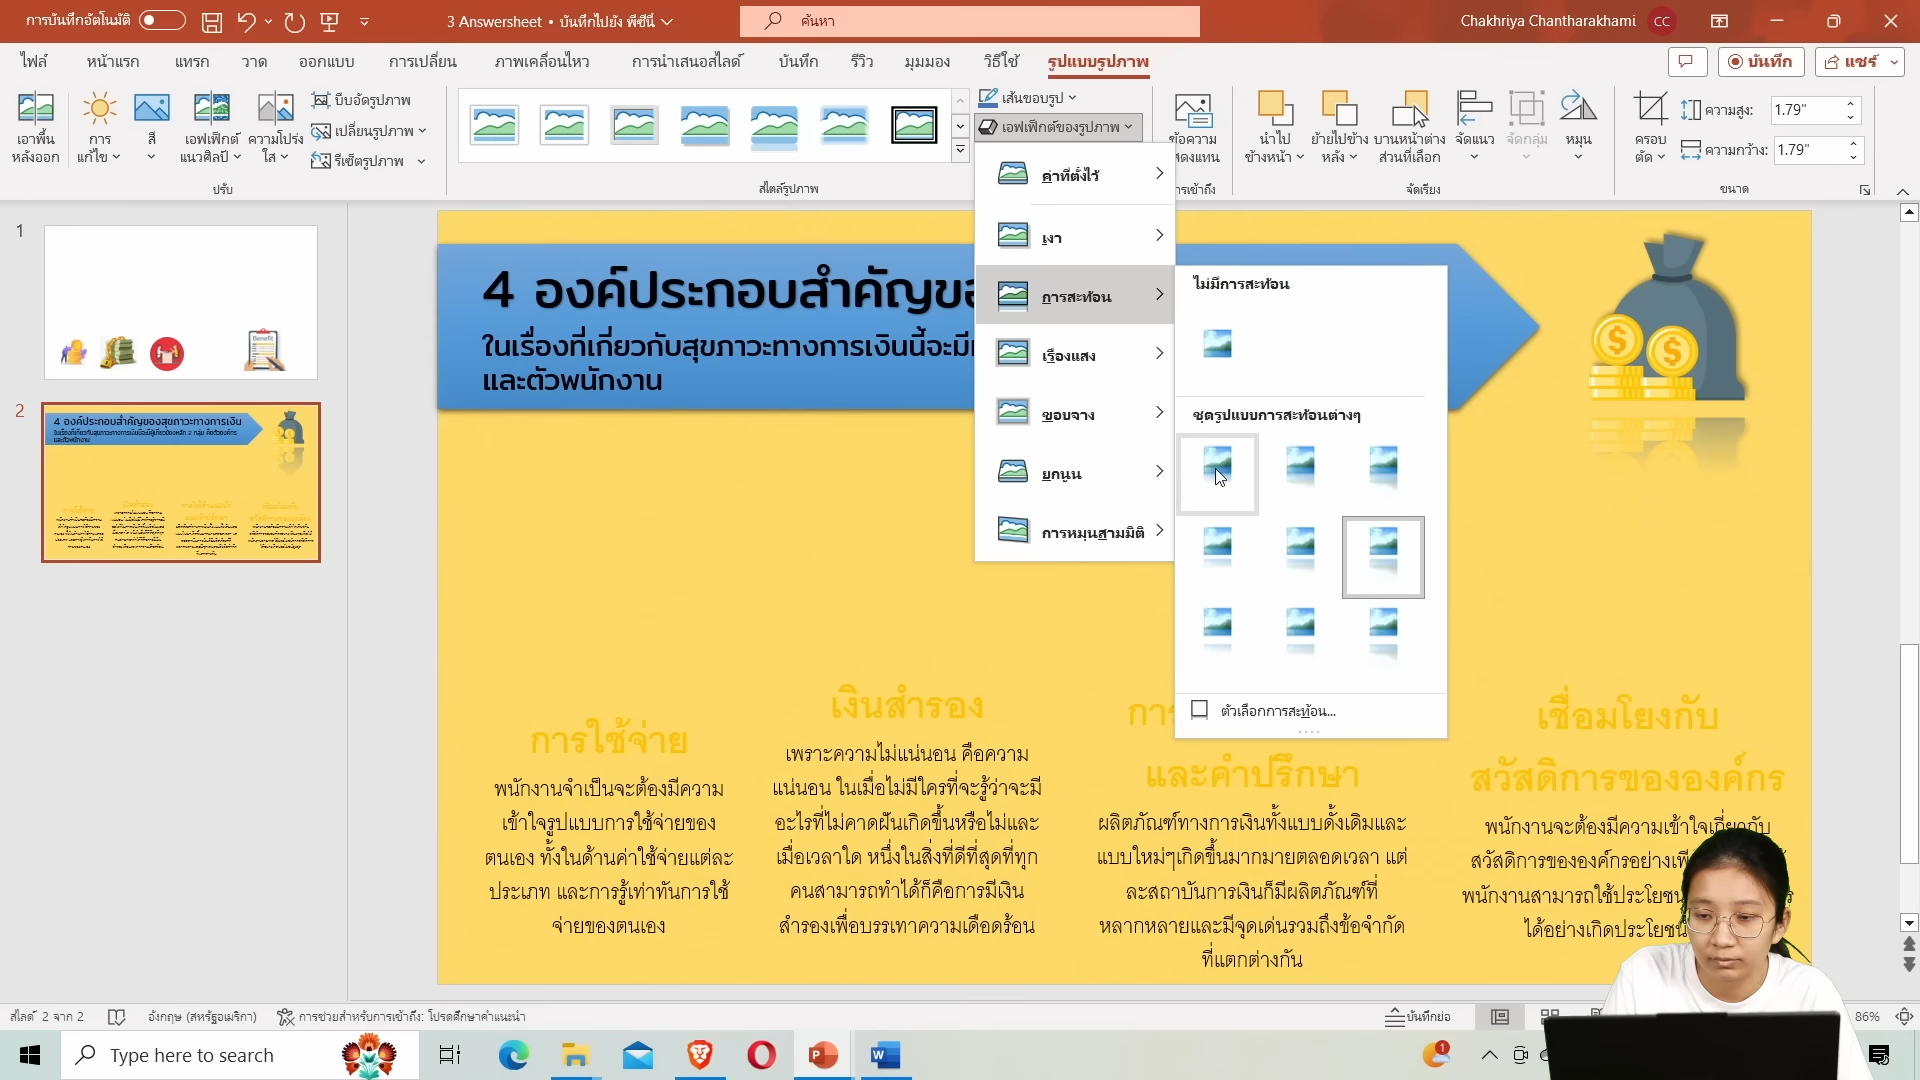 การบันทึกอัตโนมัติ
3 Answersheet • บันทึกไปยัง พีซีนี้
ค้นหา
Chakhriya Chantharakhami
CC
ไฟล์
หน้าแรก
แทรก
วาด
ออกแบบ
การเปลี่ยน
ภาพเคลื่อนไหว
การนำเสนอสไลด์
บันทึก
รีวิว
มุมมอง
วิธีใช้
รูปแบบรูปภาพ
บันทึก
แชร์
เอาพื้น
หลังออก
การ
แก้ไข
สี
เอฟเฟ็กต์
แนวศิลป์
ความโปร่ง
ใส
บีบอัดรูปภาพ
เปลี่ยนรูปภาพ
รีเซ็ตรูปภาพ
ปรับ
สไตล์รูปภาพ
เส้นขอบรูป
เอฟเฟ็กต์ของรูปภาพ
นำไป
ข้างหน้า
ย้ายไปข้าง
หลัง
บานหน้าต่าง
ส่วนที่เลือก
จัดแนว
จัดกลุ่ม
หมุน
จัดเรียง
ครอบ
ตัด
ความสูง:
1.79"
ความกว้าง:
1.79"
ขนาด
ค่าที่ตั้งไว้
เงา
การสะท้อน
เรืองแสง
ขอบจาง
ยกนูน
การหมุนสามมิติ
ไม่มีการสะท้อน
ชุดรูปแบบการสะท้อนต่างๆ
ตัวเลือกการสะท้อน...
1
2
4 องค์ประกอบสำคัญของสุขภาวะทางการเงิน
4 องค์ประกอบสำคัญข
ในเรื่องที่เกี่ยวกับสุขภาวะทางการเงินนี้จะมี
และตัวพนักงาน
การใช้จ่าย
พนักงานจำเป็นจะต้องมีความ
เข้าใจรูปแบบการใช้จ่ายของ
ตนเอง ทั้งในด้านค่าใช้จ่ายแต่ละ
ประเภท และการรู้เท่าทันการใช้
จ่ายของตนเอง
เงินสำรอง
เพราะความไม่แน่นอน คือความ
แน่นอน ในเมื่อไม่มีใครที่จะรู้ว่าจะมี
อะไรที่ไม่คาดฝันเกิดขึ้นหรือไม่และ
เมื่อเวลาใด หนึ่งในสิ่งที่ดีที่สุดที่ทุก
คนสามารถทำได้ก็คือการมีเงิน
สำรองเพื่อบรรเทาความเดือดร้อน
และคำปรึกษา
ผลิตภัณฑ์ทางการเงินทั้งแบบดั้งเดิมและ
แบบใหม่ๆเกิดขึ้นมากมายตลอดเวลา แต่
ละสถาบันการเงินก็มีผลิตภัณฑ์ที่
หลากหลายและมีจุดเด่นรวมถึงข้อจำกัด
ที่แตกต่างกัน
เชื่อมโยงกับ
สวัสดิการขององค์กร
พนักงานจะต้องมีความเข้าใจเกี่ยวกับ
สวัสดิการขององค์กรอย่าง
พนักงานสามารถใช้ประโยชน์
ได้อย่างเกิดประโยชน์
สไลด์ 2 จาก 2
อังกฤษ (สหรัฐอเมริกา)
การช่วยสำหรับการเข้าถึง: โปรดศึกษาคำแนะนำ
บันทึกย่อ
86%
Type here to search
1